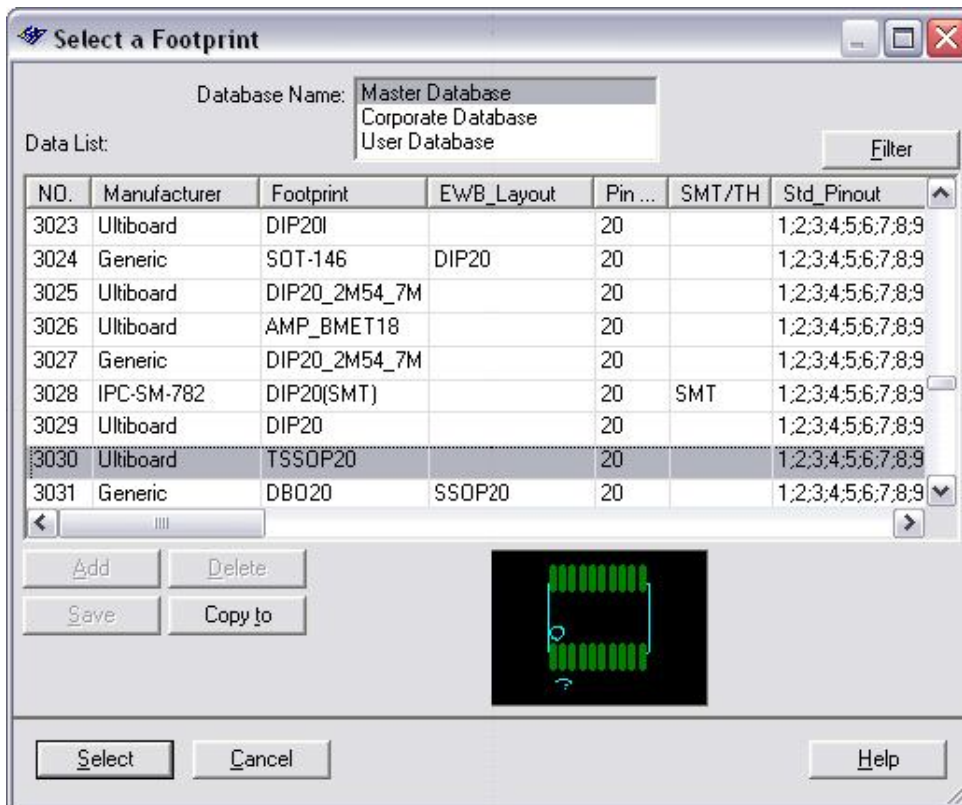 Select a Footprint
Database Name:
Master Database
Corporate Database
User Database
Data List:
Filter
NO. Manufacturer Footprint EWB_Layout Pin ... SMT/TH Std_Pinout
3023 Ultiboard DIP20I 20 1;2;3;4;5;6;7;8;9
3024 Generic SOT-146 DIP20 20 1;2;3;4;5;6;7;8;9
3025 Ultiboard DIP20_2M54_7M 20 1;2;3;4;5;6;7;8;9
3026 Ultiboard AMP_BMET18 20 1;2;3;4;5;6;7;8;9
3027 Generic DIP20_2M54_7M 20 1;2;3;4;5;6;7;8;9
3028 IPC-SM-782 DIP20(SMT) 20 SMT 1;2;3;4;5;6;7;8;9
3029 Ultiboard DIP20 20 1;2;3;4;5;6;7;8;9
3030 Ultiboard TSSOP20 20 1;2;3;4;5;6;7;8;9
3031 Generic DBO20 SSOP20 20 1;2;3;4;5;6;7;8;9
Add Delete
Save Copy to
Select Cancel Help